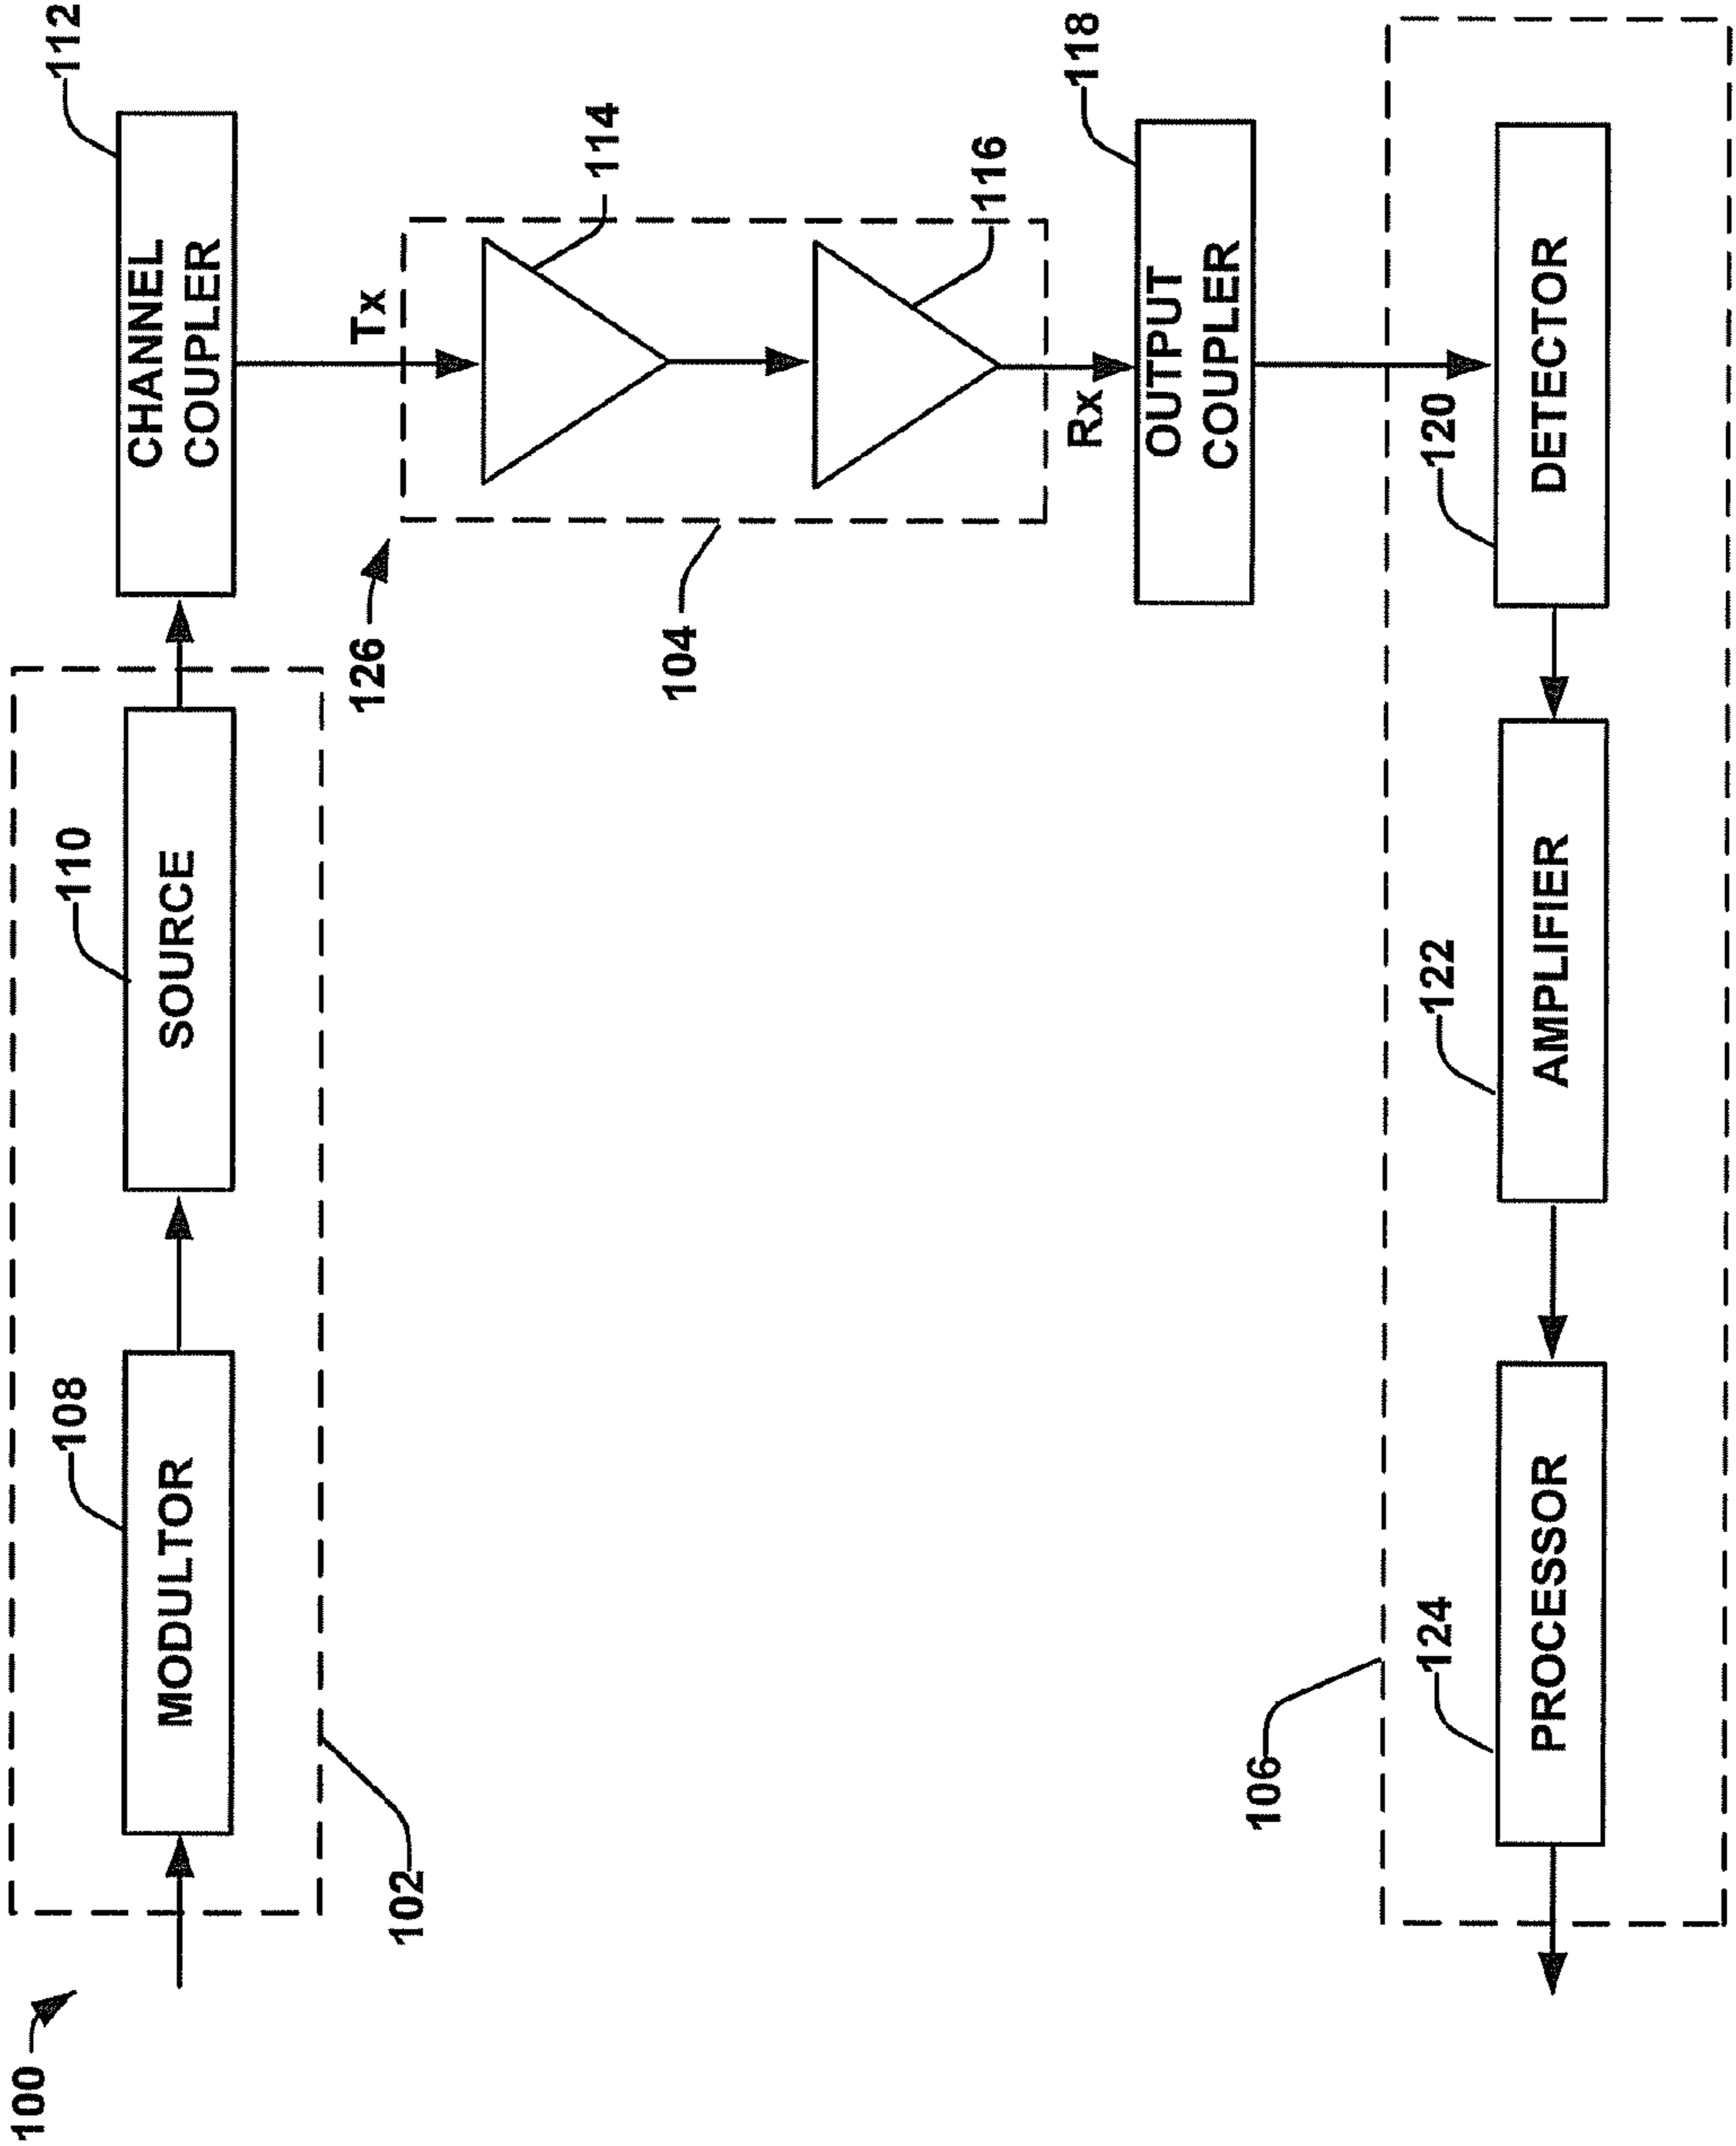 100
102
108
MODULTOR
110
SOURCE
112
CHANNEL
COUPLER
126
Tx
114
104
116
Rx
118
OUTPUT
COUPLER
106
124
PROCESSOR
122
AMPLIFIER
120
DETECTOR